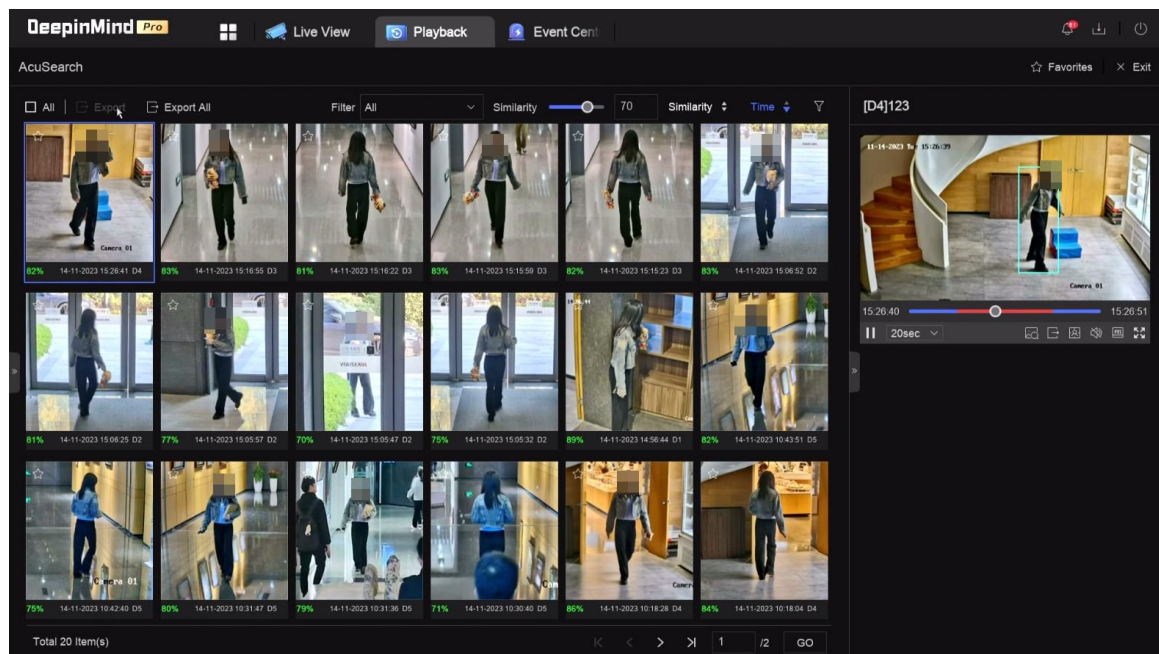 DeepinMind Pro
Live View
Playback
Event Cent
AcuSearch
Favorites
Exit
All
Export
Export All
Filter
All
Similarity
70
Similarity
Time
[D4]123
11-14-2023 Tue 15:26:39
Camera 01
15:26:40
15:26:51
20sec
Camera 01
82% 14-11-2023 15:26:41 D4
83% 14-11-2023 15:16:55 D3
81% 14-11-2023 15:16:22 D3
83% 14-11-2023 15:15:59 D3
82% 14-11-2023 15:15:23 D3
83% 14-11-2023 15:06:52 D2
81% 14-11-2023 15:06:25 D2
77% 14-11-2023 15:05:57 D2
70% 14-11-2023 15:05:47 D2
75% 14-11-2023 15:05:32 D2
89% 14-11-2023 14:56:44 D1
82% 14-11-2023 10:43:51 D5
75% 14-11-2023 10:42:40 D5
80% 14-11-2023 10:31:47 D5
79% 14-11-2023 10:31:36 D5
71% 14-11-2023 10:30:40 D5
86% 14-11-2023 10:18:28 D4
84% 14-11-2023 10:18:04 D4
Total 20 Item(s)
1
/2
GO